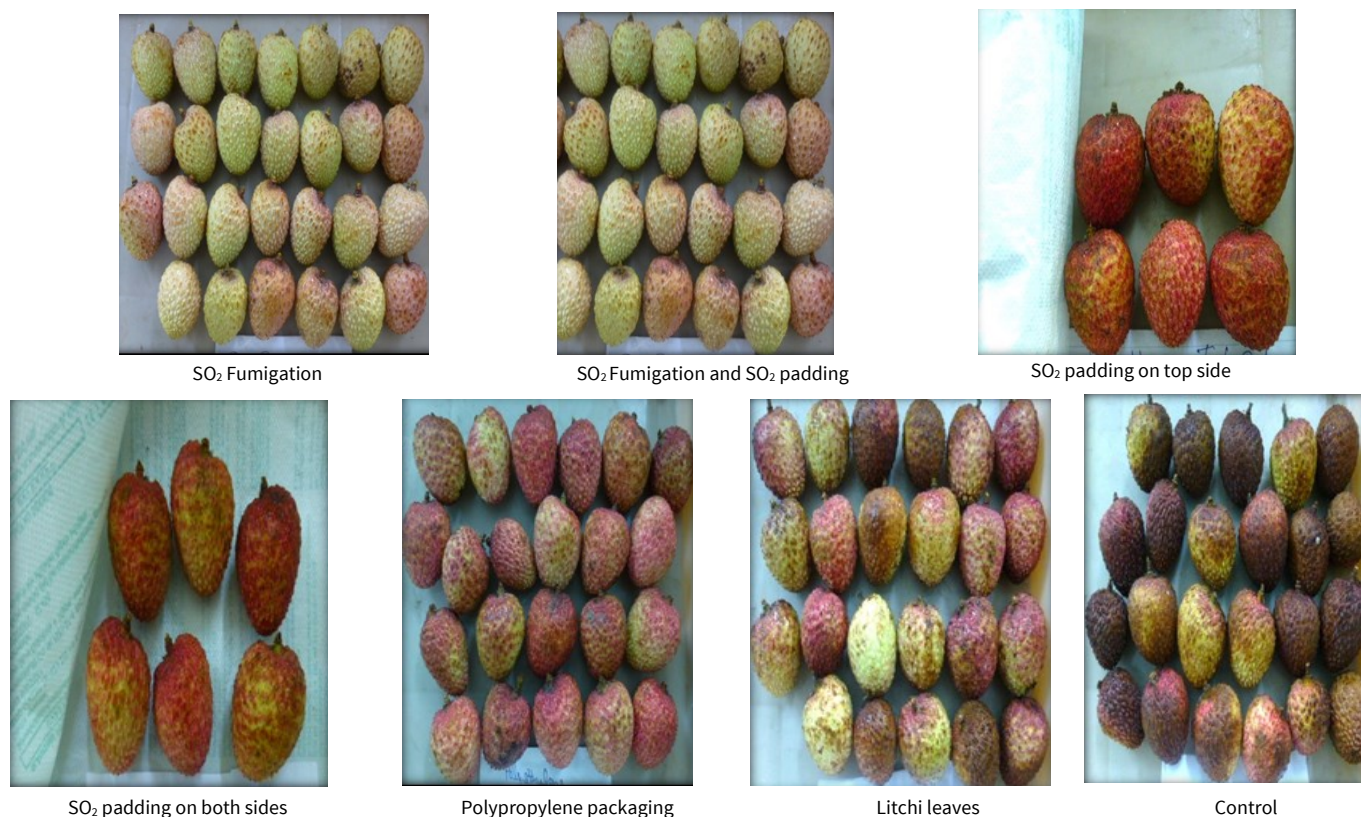 SO₂ Fumigation
SO₂ Fumigation and SO₂ padding
SO₂ padding on top side
SO₂ padding on both sides
Polypropylene packaging
Litchi leaves
Control